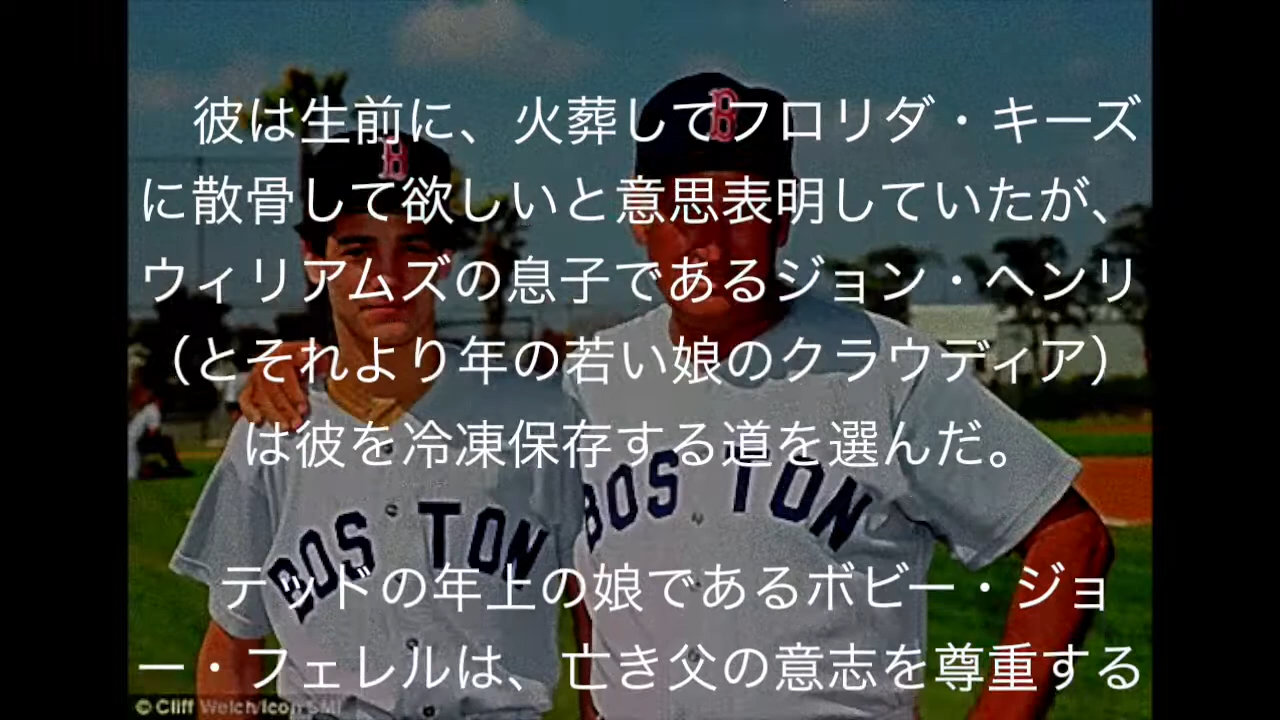 彼は生前に、火葬してフロリダ・キーズ
に散骨して欲しいと意思表明していたが、
ウィリアムズの息子であるジョン・ヘンリ
（とそれより年の若い娘のクラウディア）
は彼を冷凍保存する道を選んだ。
テッドの年上の娘であるボビー・ジョ
ー・フェレルは、亡き父の意志を尊重する
B
B
BOSTON
BOSTON
© Cliff Welch/Icon SMI